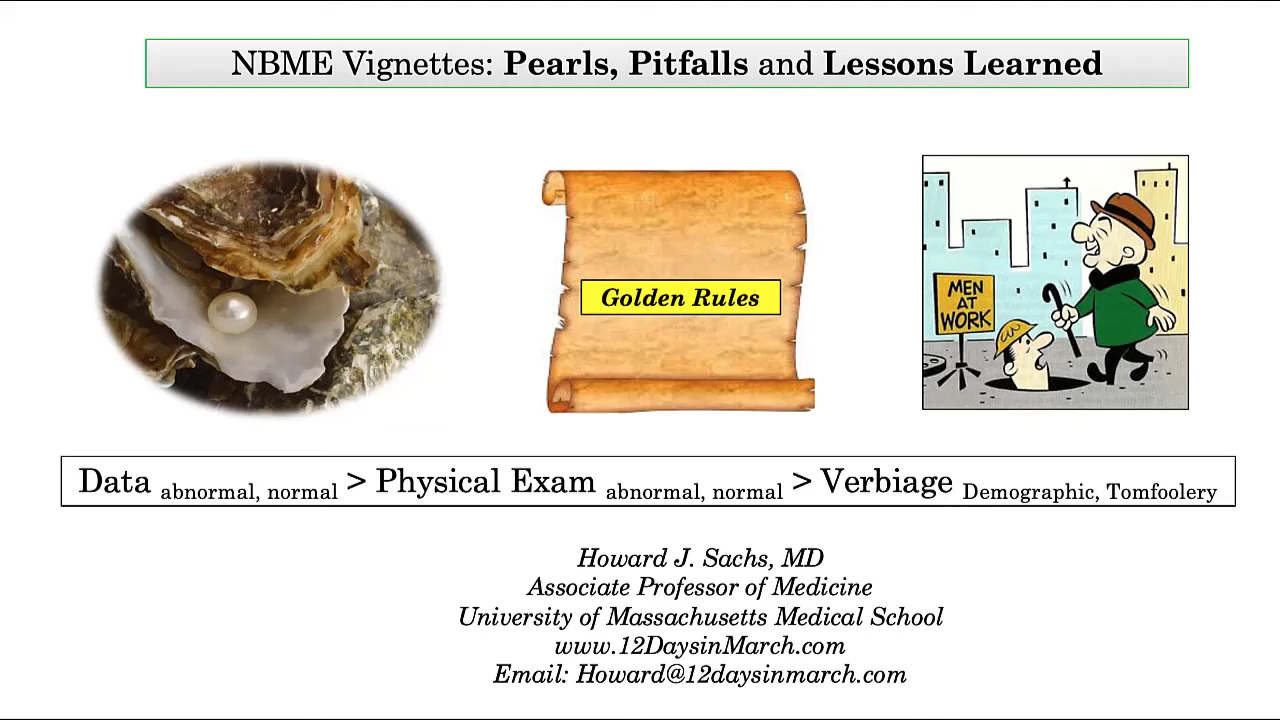 NBME Vignettes: Pearls, Pitfalls and Lessons Learned
Golden Rules
MEN
AT
WORK
Data abnormal, normal > Physical Exam abnormal, normal > Verbiage Demographic, Tomfoolery
Howard J. Sachs, MD
Associate Professor of Medicine
University of Massachusetts Medical School
www.12DaysinMarch.com
Email: Howard@12daysinmarch.com